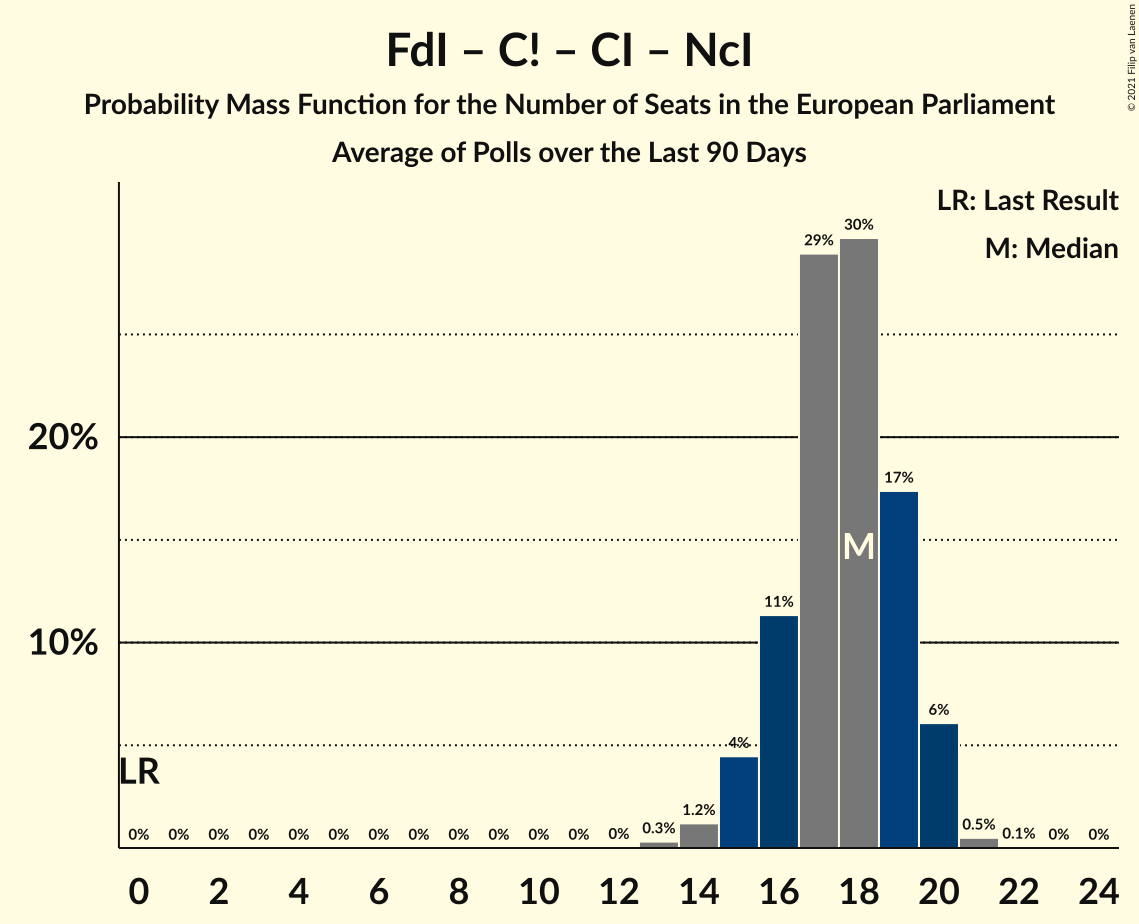 FdI – C! – CI – NcI
Probability Mass Function for the Number of Seats in the European Parliament
Average of Polls over the Last 90 Days
© 2021 Filip van Laenen
LR: Last Result
M: Median
20%
10%
LR
M
0% 0% 0% 0% 0% 0% 0% 0% 0% 0% 0% 0% 0% 0.3% 1.2% 4% 11% 29% 30% 17% 6% 0.5% 0.1% 0% 0%
0 2 4 6 8 10 12 14 16 18 20 22 24